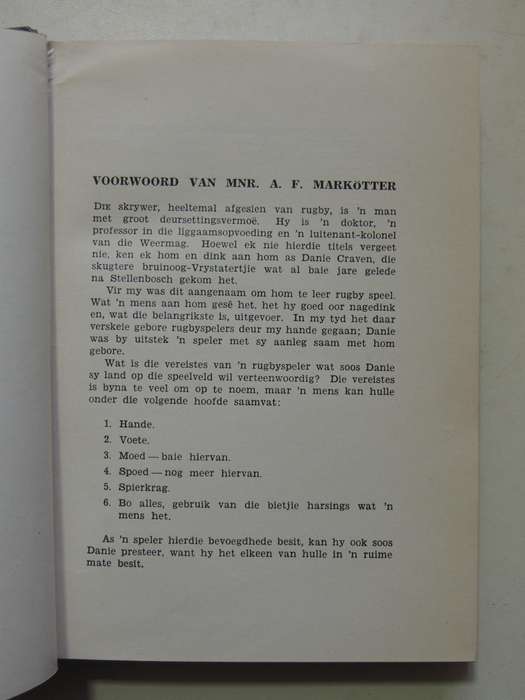 VOORWOORD VAN MNR. A. F. MARKÖTTER
DIE skrywer, heeltemal afgesien van rugby, is 'n man
met groot deursettingsvermoë. Hy is 'n doktor, 'n
professor in die liggaamsopvoeding en 'n luitenant-kolonel
van die Weermag. Hoewel ek nie hierdie titels vergeet
nie, ken ek hom en dink aan hom as Danie Craven, die
skugtere bruinoog-Vrystatertjie wat al baie jare gelede
na Stellenbosch gekom het.
Vir my was dit aangenaam om hom te leer rugby speel.
Wat 'n mens aan hom gesê het, het hy goed oor nagedink
en, wat die belangrikste is, uitgevoer. In my tyd het daar
verskeie gebore rugbyspelers deur my hande gegaan; Danie
was by uitstek 'n speler met sy aanleg saam met hom
gebore.
Wat is die vereistes van 'n rugbyspeler wat soos Danie
sy land op die speelveld wil verteenwoordig? Die vereistes
is byna te veel om op te noem, maar 'n mens kan hulle
onder die volgende hoofde saamvat:
1. Hande.
2. Voete.
3. Moed — baie hiervan.
4. Spoed — nog meer hiervan.
5. Spierkrag.
6. Bo alles, gebruik van die bietjie harsings wat 'n
mens het.
As 'n speler hierdie bevoegdhede besit, kan hy ook soos
Danie presteer, want hy het elkeen van hulle in 'n ruime
mate besit.